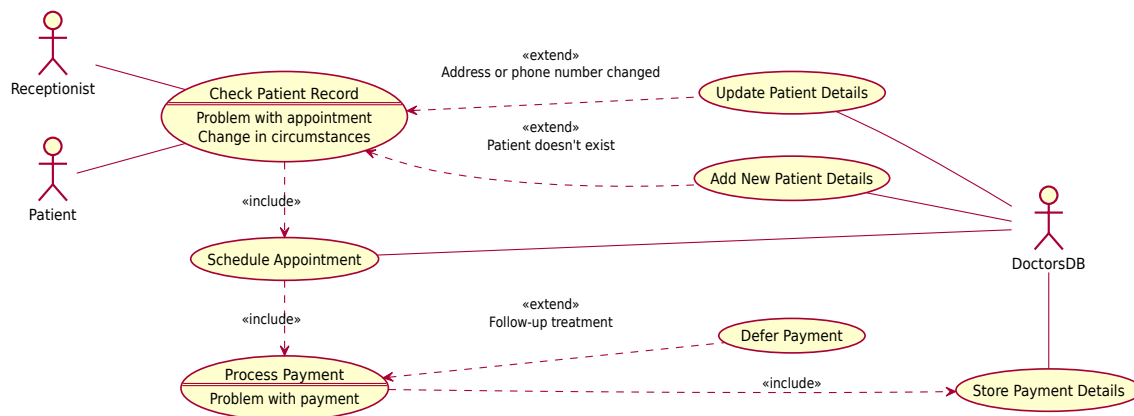 Receptionist
Patient
Check Patient Record
Problem with appointment
Change in circumstances
«extend»
Address or phone number changed
«extend»
Patient doesn't exist
Update Patient Details
Add New Patient Details
«include»
Schedule Appointment
DoctorsDB
«include»
«extend»
Follow-up treatment
Defer Payment
Process Payment
Problem with payment
«include»
Store Payment Details